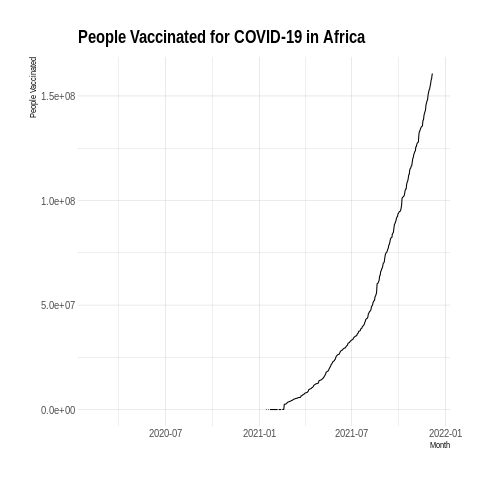 People Vaccinated for COVID-19 in Africa
People Vaccinated
1.5e+08
1.0e+08
5.0e+07
0.0e+00
2020-07 2021-01 2021-07 2022-01
Month